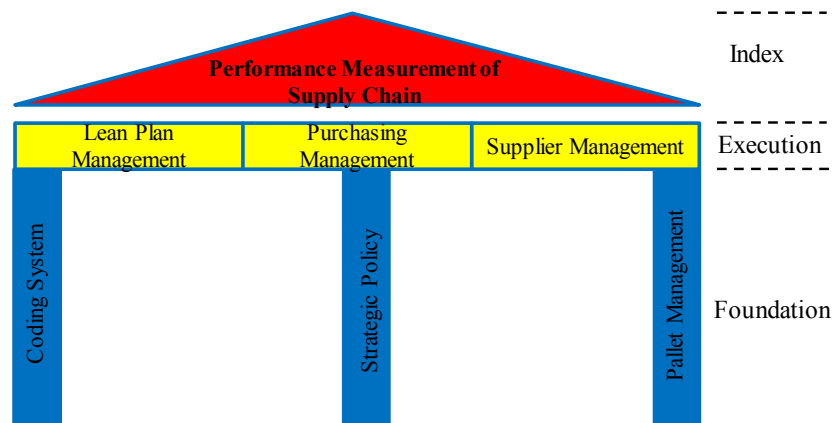 Performance Measurement of
Supply Chain
Index
Lean Plan
Management
Purchasing
Management
Supplier Management
Execution
Coding System
Strategic Policy
Pallet Management
Foundation